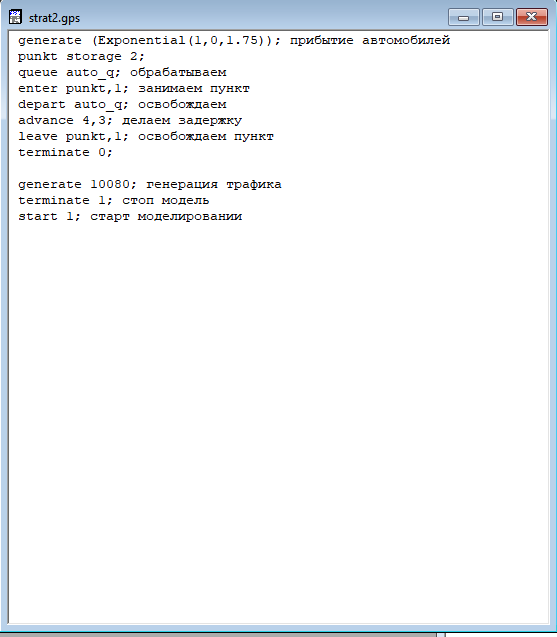 strat2.gps
generate (Exponential(1,0,1.75)); прибытие автомобилей
punkt storage 2;
queue auto_q; обрабатываем
enter punkt,1; занимаем пункт
depart auto_q; освобождаем
advance 4,3; делаем задержку
leave punkt,1; освобождаем пункт
terminate 0;
generate 10080; генерация трафика
terminate 1; стоп модель
start 1; старт моделировании